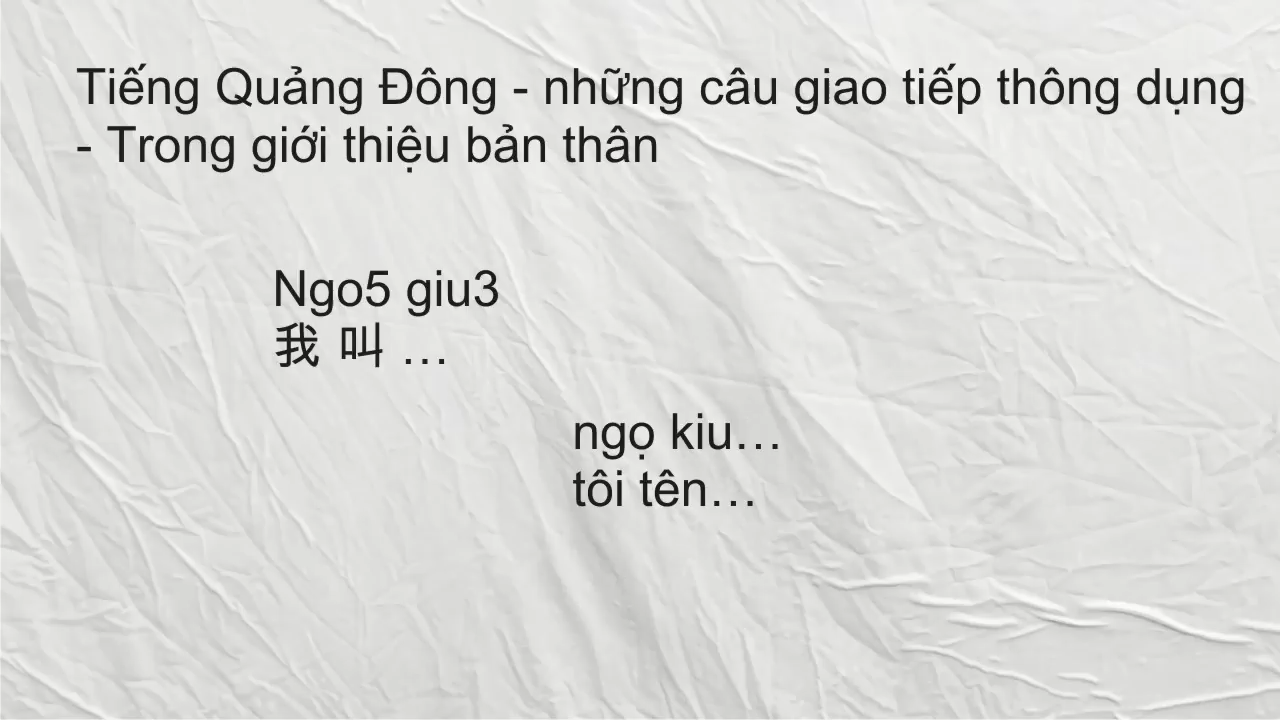 Tiếng Quảng Đông - những câu giao tiếp thông dụng
- Trong giới thiệu bản thân
Ngo5 giu3
我 叫 …
ngọ kiu…
tôi tên…